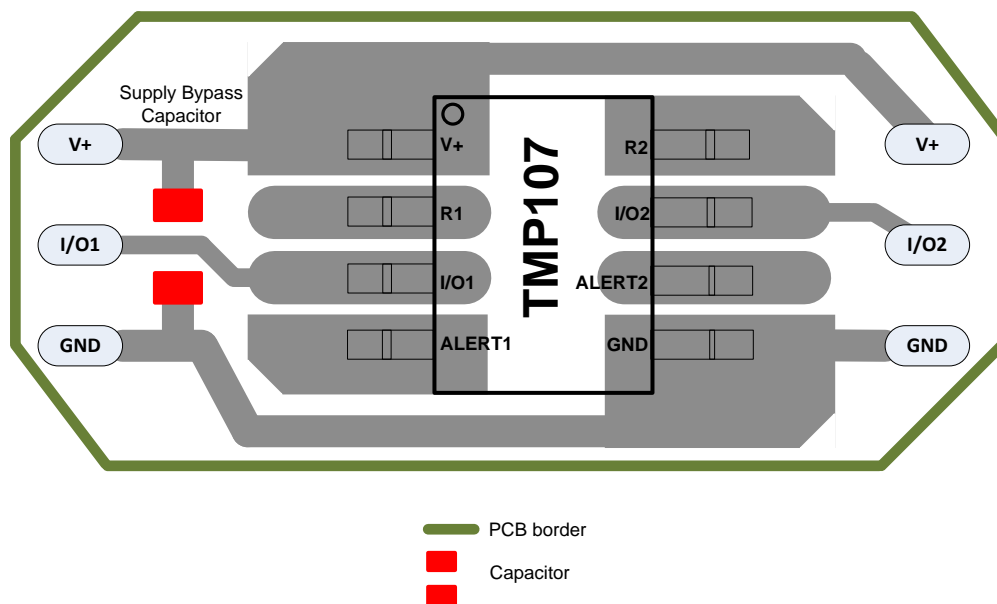 Supply Bypass
Capacitor
V+
I/O1
GND
V+
R1
I/O1
ALERT1
TMP107
R2
I/O2
ALERT2
GND
V+
I/O2
GND
PCB border
Capacitor